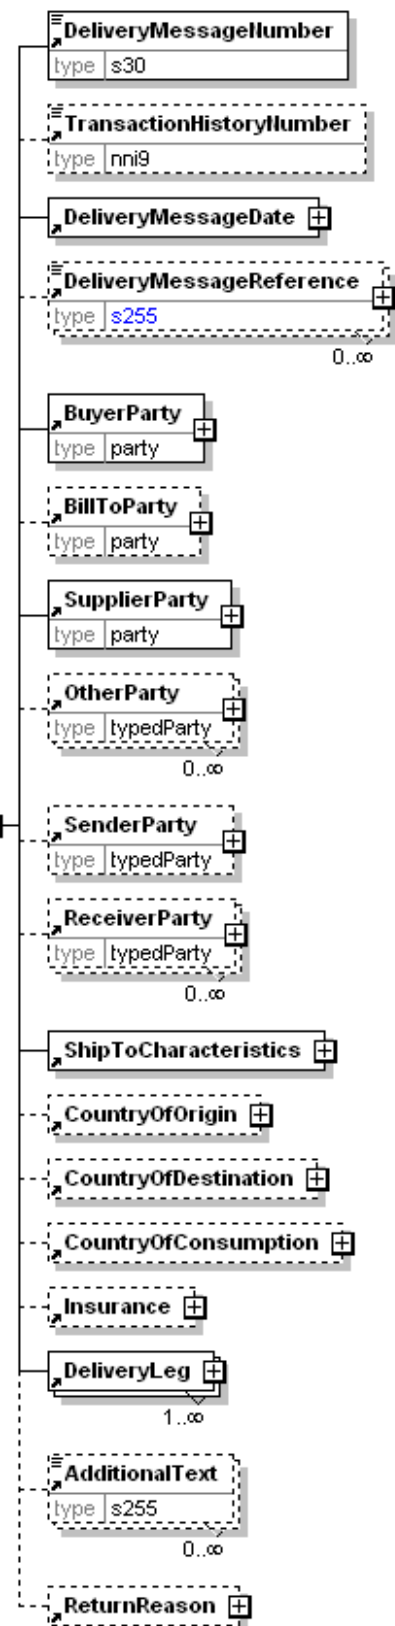 DeliveryMessageNumber
type s30
TransactionHistoryNumber
type nni9
DeliveryMessageDate
DeliveryMessageReference
type s255
0..∞
BuyerParty
type party
BillToParty
type party
SupplierParty
type party
OtherParty
type typedParty
0..∞
SenderParty
type typedParty
ReceiverParty
type typedParty
0..∞
ShipToCharacteristics
CountryOfOrigin
CountryOfDestination
CountryOfConsumption
Insurance
DeliveryLeg
1..∞
AdditionalText
type s255
0..∞
ReturnReason